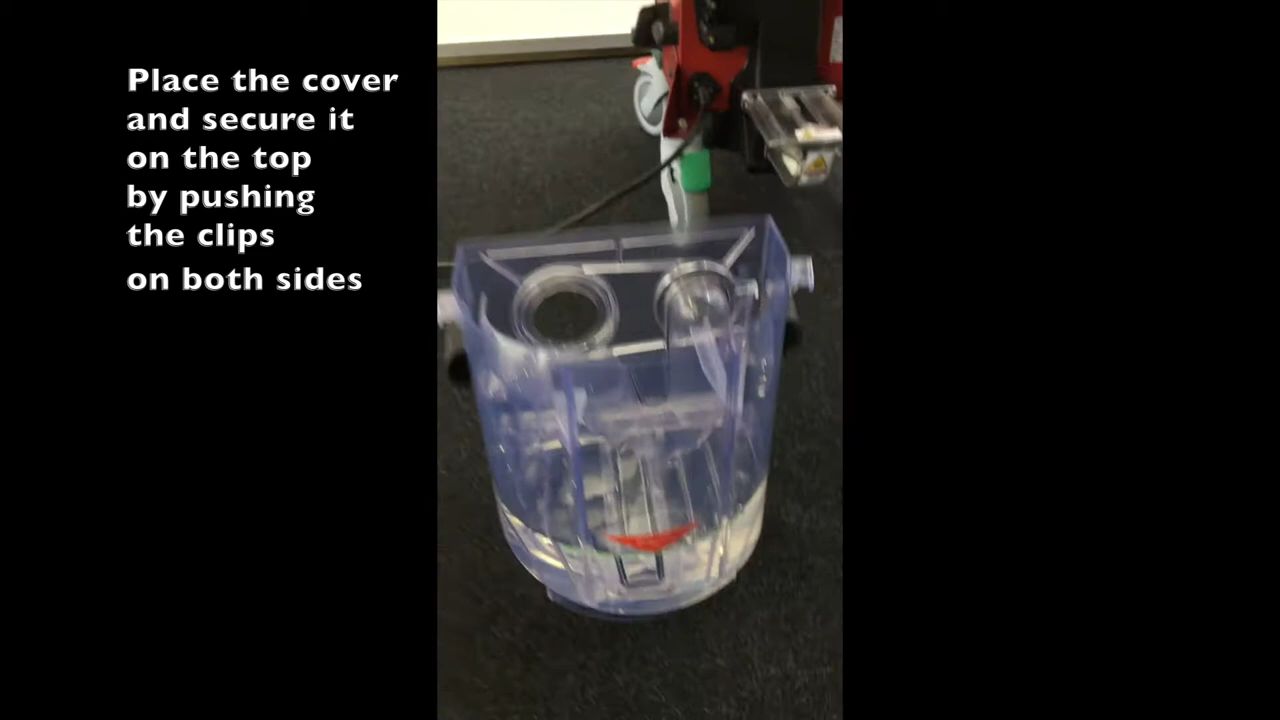 Place the cover
and secure it
on the top
by pushing
the clips
on both sides